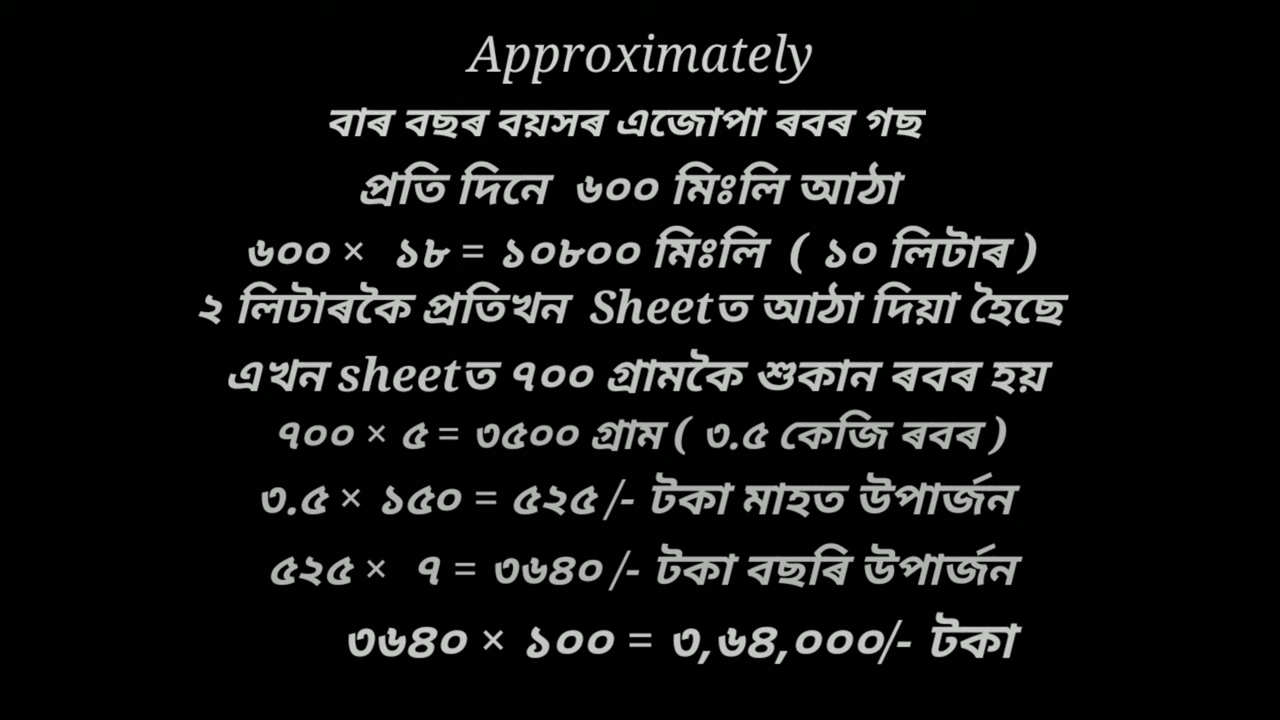 Approximately
বাৰ বছৰ বয়সৰ এজোপা ৰবৰ গছ
প্ৰতি দিনে ৬০০ মিঃলি আঠা
৬০০ × ১৮ = ১০৮০০ মিঃলি ( ১০ লিটাৰ )
২ লিটাৰকৈ প্ৰতিখন Sheetত আঠা দিয়া হৈছে
এখন sheetত ৭০০ গ্ৰামকৈ শুকান ৰবৰ হয়
৭০০ × ৫ = ৩৫০০ গ্ৰাম ( ৩.৫ কেজি ৰবৰ )
৩.৫ × ১৫০ = ৫২৫ /- টকা মাহত উপাৰ্জন
৫২৫ × ৭ = ৩৬৪০ /- টকা বছৰি উপাৰ্জন
৩৬৪০ × ১০০ = ৩,৬৪,০০০/- টকা